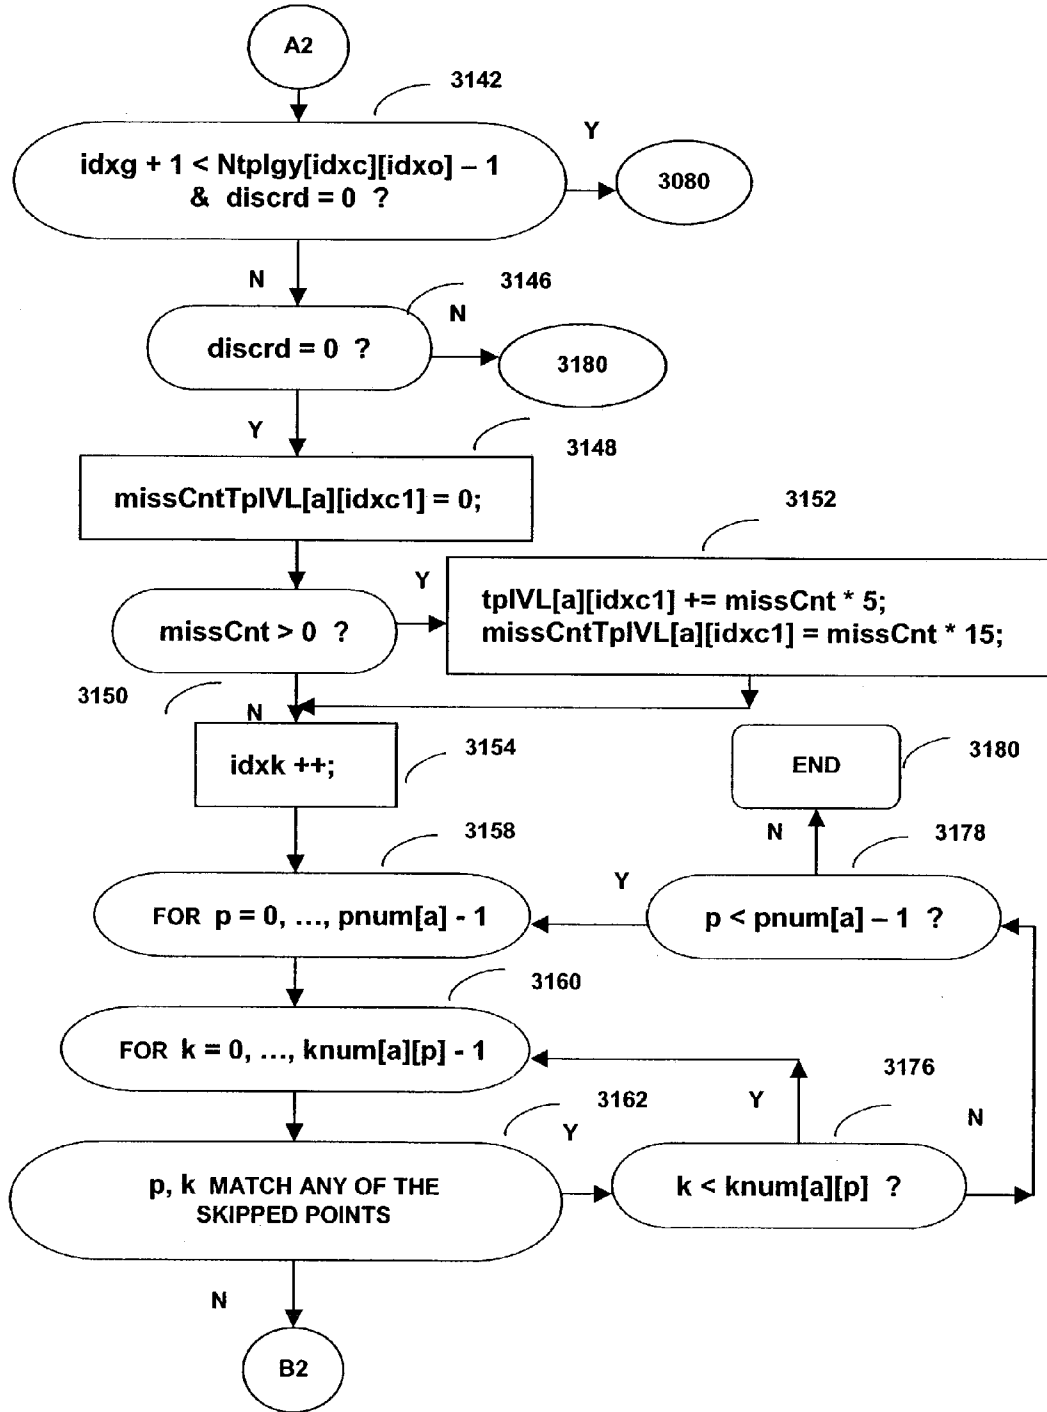 A2
3142
idxg + 1 < Ntplgy[idxc][idxo] – 1
& discrd = 0 ?
Y
3080
N
3146
discrd = 0 ?
N
3180
Y
3148
missCntTplVL[a][idxc1] = 0;
3152
Y
tplVL[a][idxc1] += missCnt * 5;
missCntTplVL[a][idxc1] = missCnt * 15;
missCnt > 0 ?
3150
N
idxk ++;
3154
END
3180
N
3158
3178
FOR p = 0, ..., pnum[a] - 1
Y
p < pnum[a] – 1 ?
3160
FOR k = 0, ..., knum[a][p] - 1
3176
3162
Y
Y
N
p, k MATCH ANY OF THE
SKIPPED POINTS
k < knum[a][p] ?
N
B2